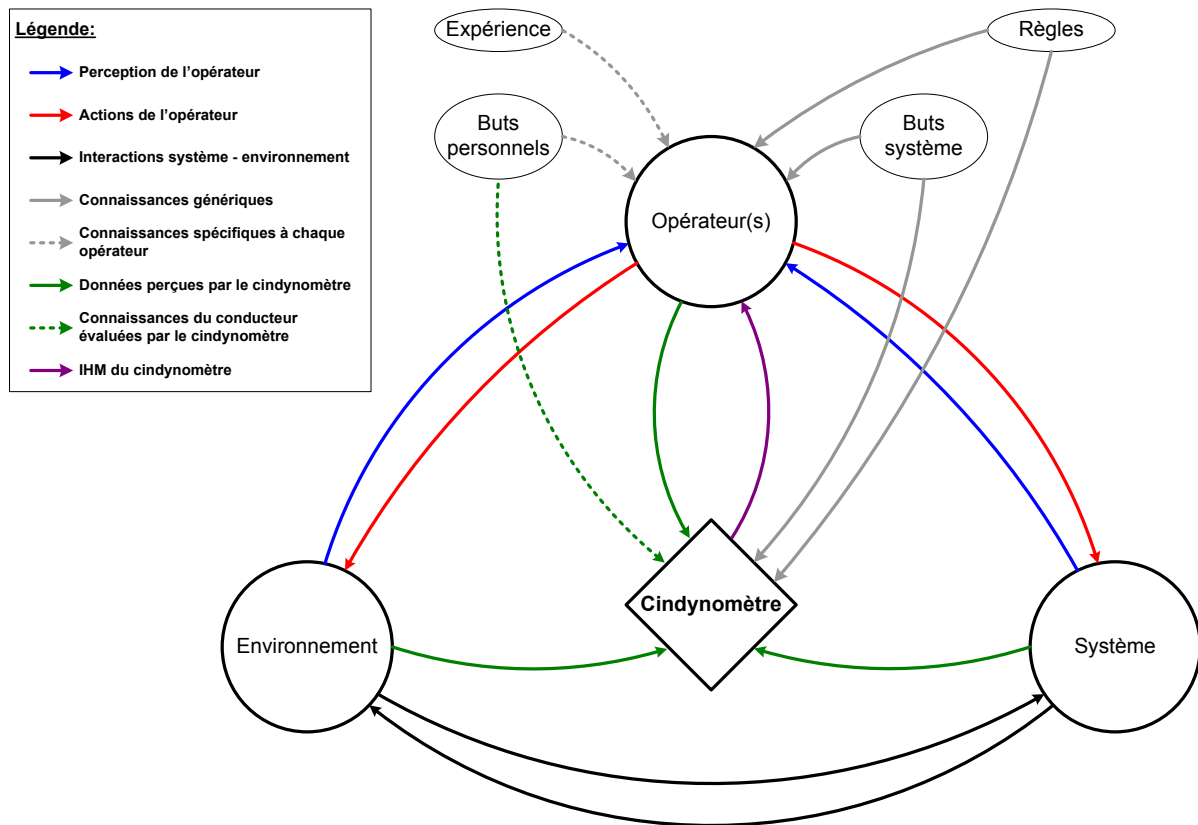 Légende:
Perception de l'opérateur
Actions de l'opérateur
Interactions système - environnement
Connaissances génériques
Connaissances spécifiques à chaque
opérateur
Données perçues par le cindynomètre
Connaissances du conducteur
évaluées par le cindynomètre
IHM du cindynomètre
Expérience
Règles
Buts
personnels
Buts
système
Opérateur(s)
Cindynomètre
Environnement
Système